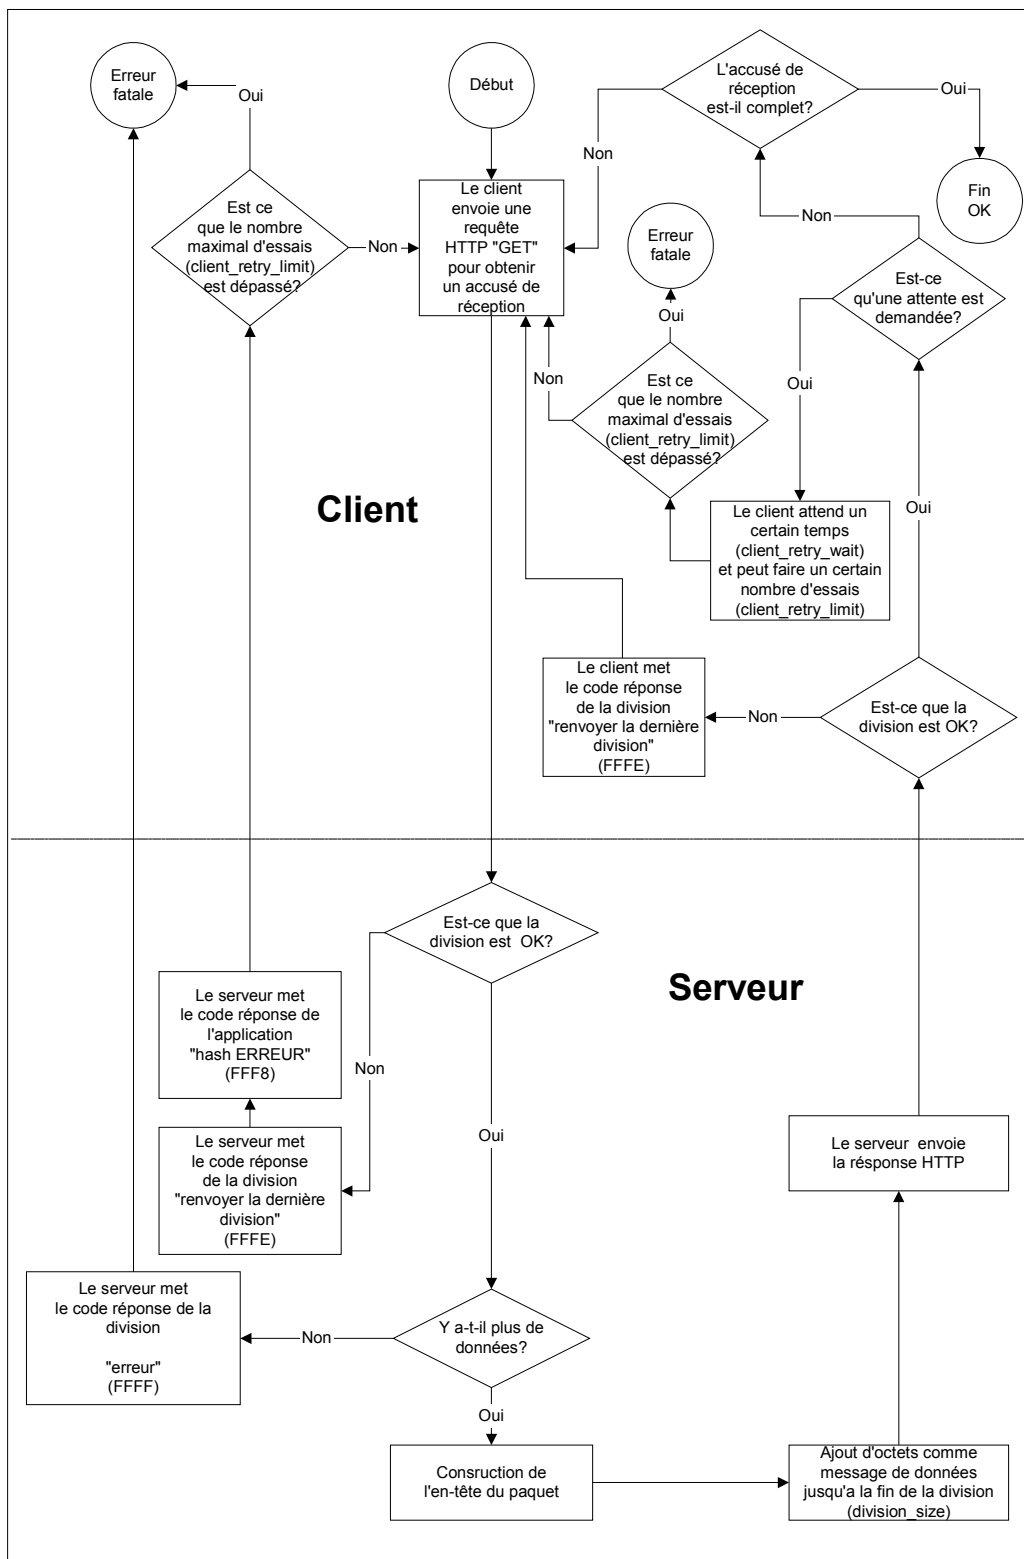 Erreur
fatale
Oui
Début
L'accusé de
réception
est-il complet?
Oui
Non
Fin
OK
Est ce
que le nombre
maximal d'essais
(client_retry_limit)
est dépassé?
Non
Le client
envoie une
requête
HTTP "GET"
pour obtenir
un accusé de
réception
Erreur
fatale
Non
Est-ce
qu'une attente est
demandée?
Oui
Non
Est ce
que le nombre
maximal d'essais
(client_retry_limit)
est dépassé?
Oui
Client
Le client attend un
certain temps
(client_retry_wait)
et peut faire un certain
nombre d'essais
(client_retry_limit)
Oui
Le client met
le code réponse
de la division
"renvoyer la dernière
division"
(FFFE)
Non
Est-ce que la
division est OK?
Est-ce que la
division est OK?
Serveur
Le serveur met
le code réponse de
l'application
"hash ERREUR"
(FFF8)
Non
Oui
Le serveur met
le code réponse
de la division
"renvoyer la dernière
division"
(FFFE)
Le serveur envoie
la résponse HTTP
Le serveur met
le code réponse de la
division
"erreur"
(FFFF)
Non
Y a-t-il plus de
données?
Oui
Consruction de
l'en-tête du paquet
Ajout d'octets comme
message de données
jusqu'a la fin de la division
(division_size)